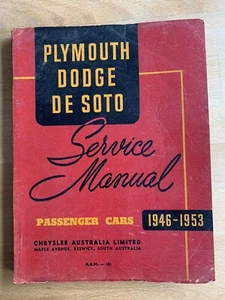 PLYMOUTH
DODGE
DE SOTO
Service
Manual
PASSENGER CARS 1946-1953
CHRYSLER AUSTRALIA LIMITED
MAPLE AVENUE, KESWICK, SOUTH AUSTRALIA